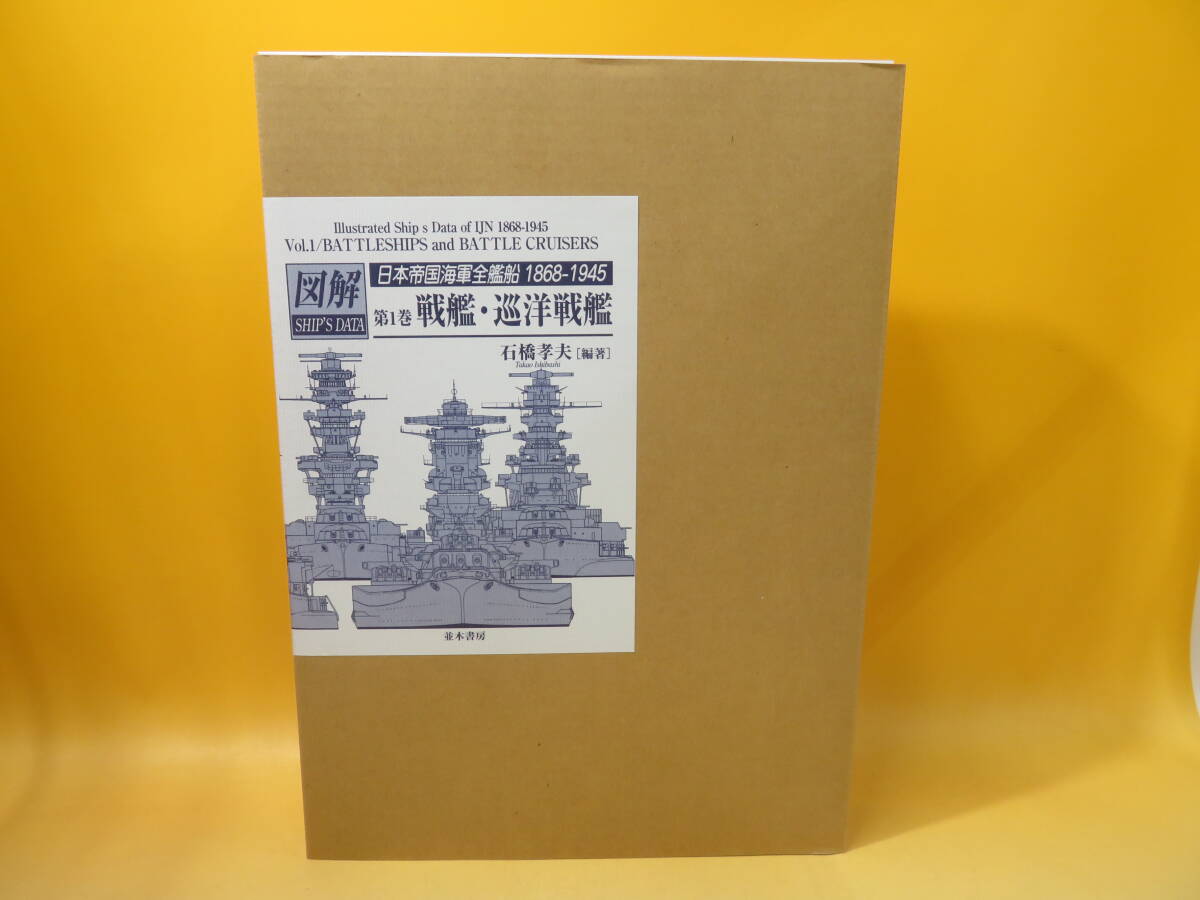 Illustrated Ship s Data of IJN 1868-1945
Vol.1/BATTLESHIPS and BATTLE CRUISERS
図解
SHIP'S DATA
日本帝国海軍全艦船 1868-1945
第1巻 戦艦・巡洋戦艦
石橋孝夫[編著]
Takao Ishibashi
並木書房